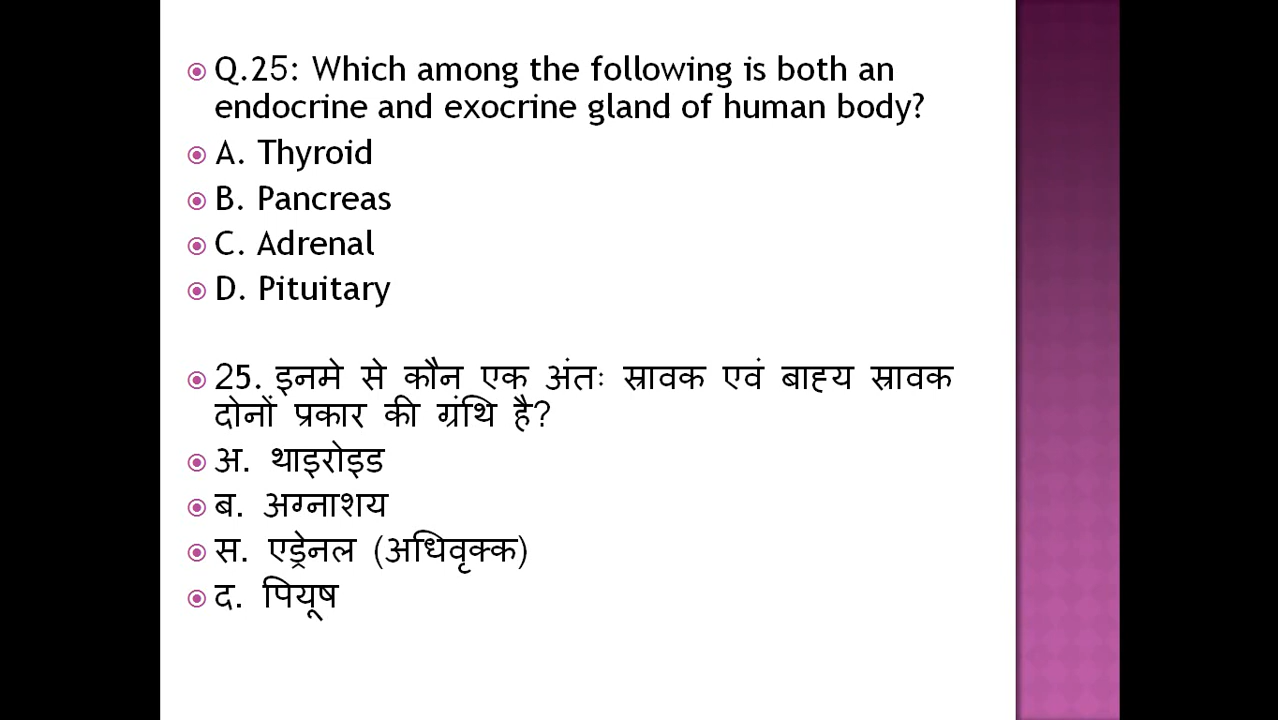 Q.25: Which among the following is both an
endocrine and exocrine gland of human body?
A. Thyroid
B. Pancreas
C. Adrenal
D. Pituitary
25. इनमे से कौन एक अंतः स्रावक एवं बाह्य स्रावक
दोनों प्रकार की ग्रंथि है?
अ. थाइरोइड
ब. अग्नाशय
स. एड्रेनल (अधिवृक्क)
द. पियूष